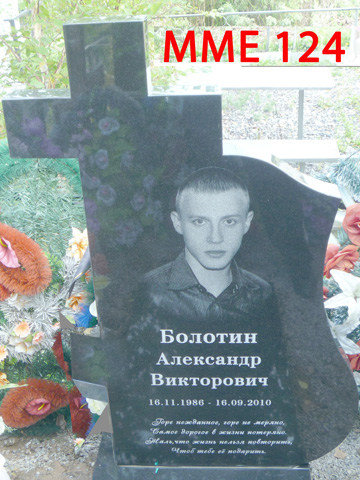 MME 124
Болотин
Александр
Викторович
16.11.1986 - 16.09.2010
Горе нежданное, горе не меряно,
Самое дорогое в жизни потеряно.
Жаль, что жизнь нельзя повторить,
Чтоб тебе её подарить.